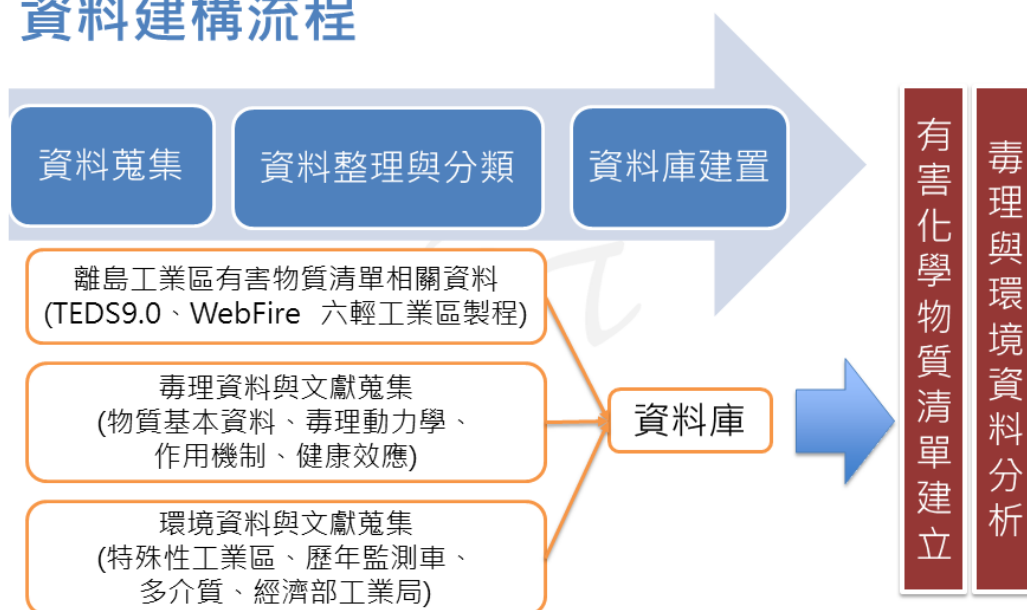 資料建構流程
資料蒐集
資料整理與分類
資料庫建置
離島工業區有害物質清單相關資料
(TEDS9.0、WebFire 六輕工業區製程)
毒理資料與文獻蒐集
(物質基本資料、毒理動力學、
作用機制、健康效應)
環境資料與文獻蒐集
(特殊性工業區、歷年監測車、
多介質、經濟部工業局)
資料庫
有害化學物質清單建立
毒理與環境資料分析